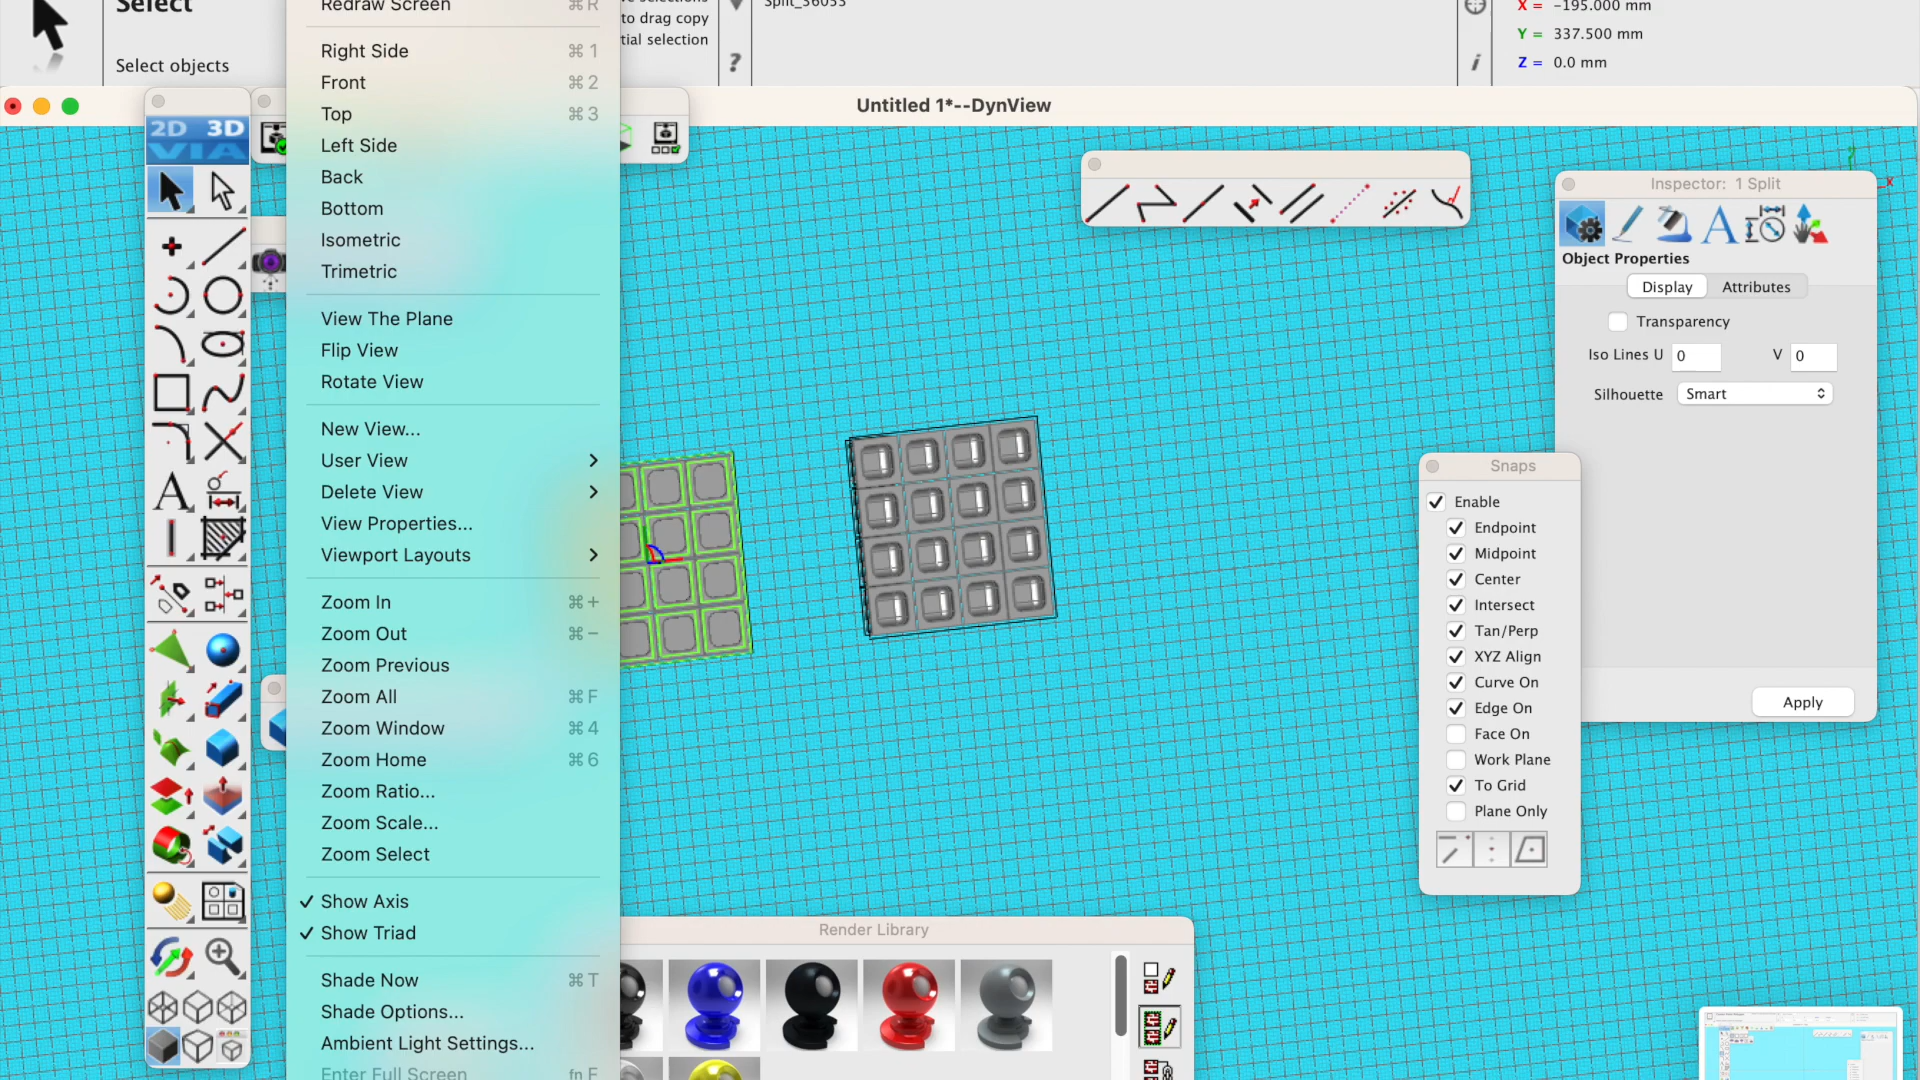 Select
Select objects
Redraw Screen ⌘R
Right Side ⌘1
Front ⌘2
Top ⌘3
Left Side
Back
Bottom
Isometric
Trimetric
View The Plane
Flip View
Rotate View
New View...
User View
Delete View
View Properties...
Viewport Layouts
Zoom In ⌘+
Zoom Out ⌘−
Zoom Previous
Zoom All ⌘F
Zoom Window ⌘4
Zoom Home ⌘6
Zoom Ratio...
Zoom Scale...
Zoom Select
Show Axis
Show Triad
Shade Now ⌘T
Shade Options...
Ambient Light Settings...
Enter Full Screen fn F
to drag copy
tial selection
?
Split_36053
i
X = -195.000 mm
Y = 337.500 mm
Z = 0.0 mm
Untitled 1*--DynView
2D 3D
VIA
A
X
Inspector: 1 Split
A
Object Properties
Display Attributes
Transparency
Iso Lines U 0 V 0
Silhouette Smart
Apply
Snaps
Enable
Endpoint
Midpoint
Center
Intersect
Tan/Perp
XYZ Align
Curve On
Edge On
Face On
Work Plane
To Grid
Plane Only
Render Library